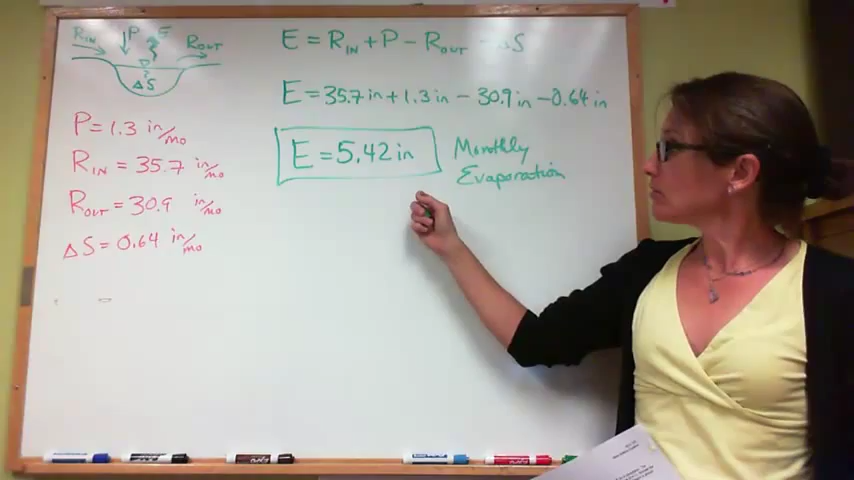 R_IN P E R_OUT
ΔS
P = 1.3 in/mo
R_IN = 35.7 in/mo
R_OUT = 30.9 in/mo
ΔS = 0.64 in/mo
E = R_IN + P - R_OUT - ΔS
E = 35.7 in + 1.3 in - 30.9 in - 0.64 in
E = 5.42 in
Monthly
Evaporation